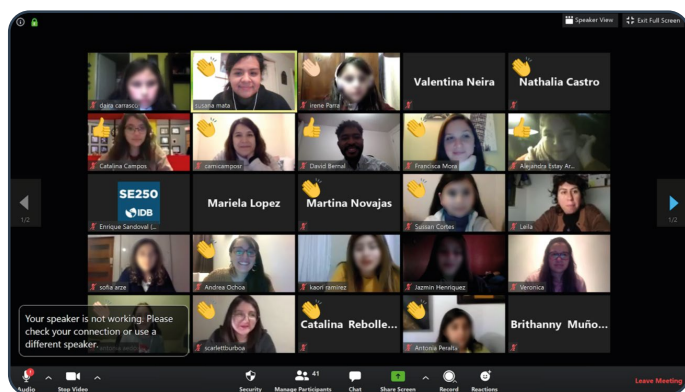 Speaker View
Exit Full Screen
daira carrasco
susana mata
irene Parra
Valentina Neira
Nathalia Castro
Catalina Campos
camicamposr
David Bernal
Francisca Mora
Alejandra Estay Ar...
SE250
IDB
Enrique Sandoval (...
Mariela Lopez
Martina Novajas
Sussan Cortes
Leila
1/2
1/2
sofia arze
Andrea Ochoa
kaori ramirez
Jazmin Henriquez
Veronica
Your speaker is not working. Please
check your connection or use a
different speaker.
scarlettburboa
Catalina Rebolle...
Antonia Peralta
Brithanny Muño...
Audio
Stop Video
Security
Manage Participants
41
Chat
Share Screen
Record
Reactions
Leave Meeting